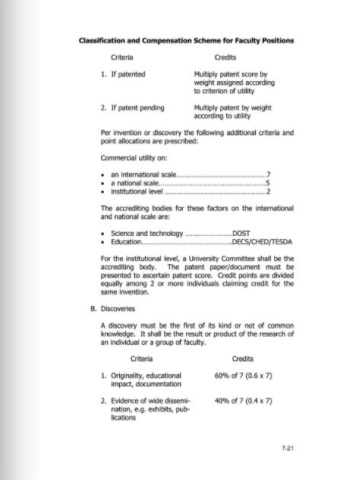 Classification and Compensation Scheme for Faculty Positions
Criteria Credits
1. If patented Multiply patent score by
weight assigned according
to criterion of utility
2. If patent pending Multiply patent by weight
according to utility
Per invention or discovery the following additional criteria and
point allocations are prescribed:
Commercial utility on:
• an international scale..............................................7
• a national scale.......................................................5
• institutional level ....................................................2
The accrediting bodies for these factors on the international
and national scale are:
• Science and technology ........................DOST
• Education..............................................DECS/CHED/TESDA
For the institutional level, a University Committee shall be the
accrediting body. The patent paper/document must be
presented to ascertain patent score. Credit points are divided
equally among 2 or more individuals claiming credit for the
same invention.
B. Discoveries
A discovery must be the first of its kind or not of common
knowledge. It shall be the result or product of the research of
an individual or a group of faculty.
Criteria Credits
1. Originality, educational 60% of 7 (0.6 x 7)
impact, documentation
2. Evidence of wide dissemi- 40% of 7 (0.4 x 7)
nation, e.g. exhibits, pub-
lications
7-21